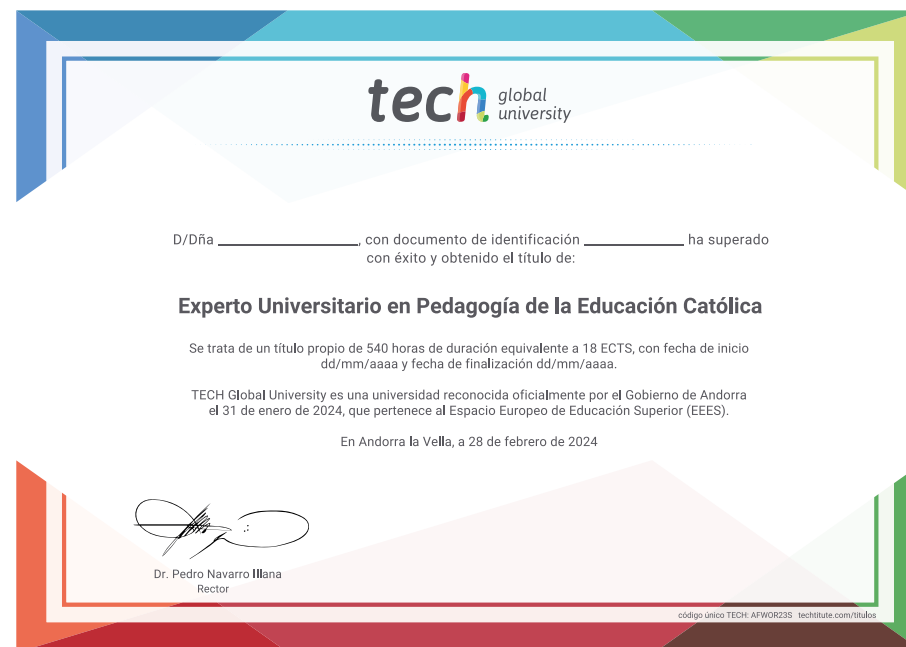 tech global university
D/Dña ____________, con documento de identificación ____________ ha superado
con éxito y obtenido el título de:
Experto Universitario en Pedagogía de la Educación Católica
Se trata de un título propio de 540 horas de duración equivalente a 18 ECTS, con fecha de inicio
dd/mm/aaaa y fecha de finalización dd/mm/aaaa.
TECH Global University es una universidad reconocida oficialmente por el Gobierno de Andorra
el 31 de enero de 2024, que pertenece al Espacio Europeo de Educación Superior (EEES).
En Andorra la Vella, a 28 de febrero de 2024
Dr. Pedro Navarro Illana
Rector
código único TECH: AFWOR23S techtitute.com/titulos